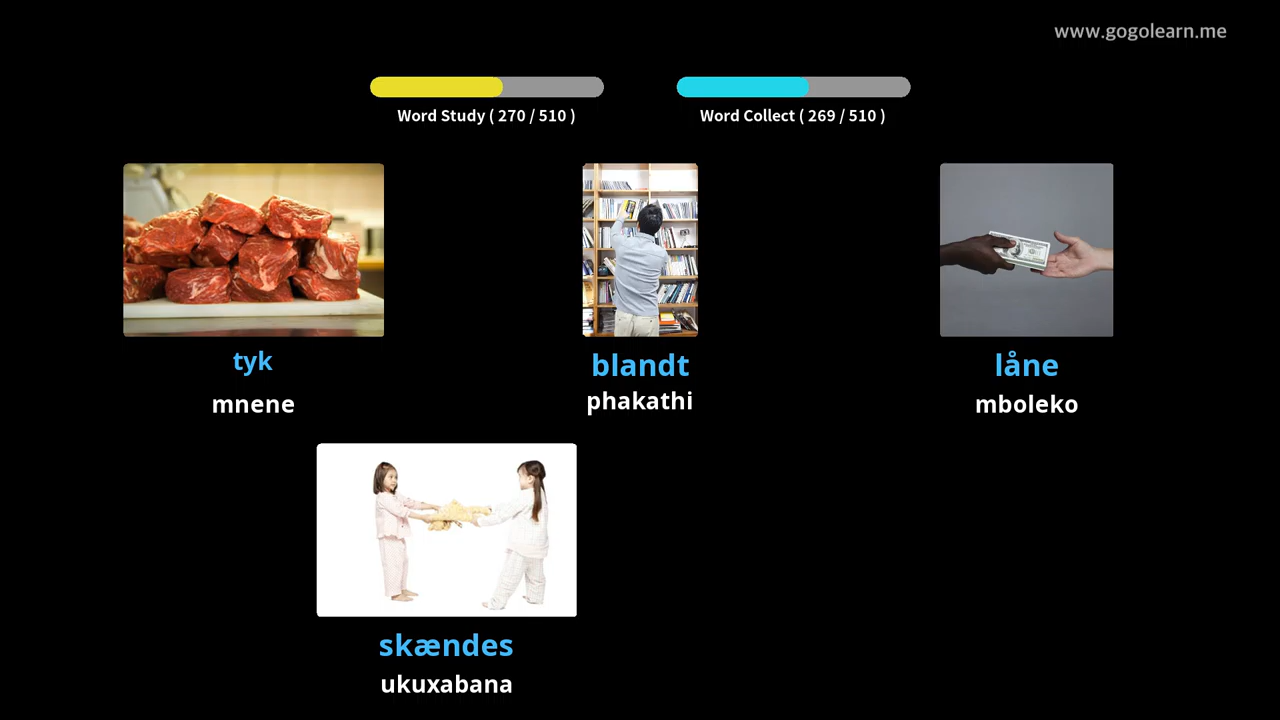 www.gogolearn.me
Word Study ( 270 / 510 )
Word Collect ( 269 / 510 )
tyk
mnene
blandt
phakathi
låne
mboleko
skændes
ukuxabana